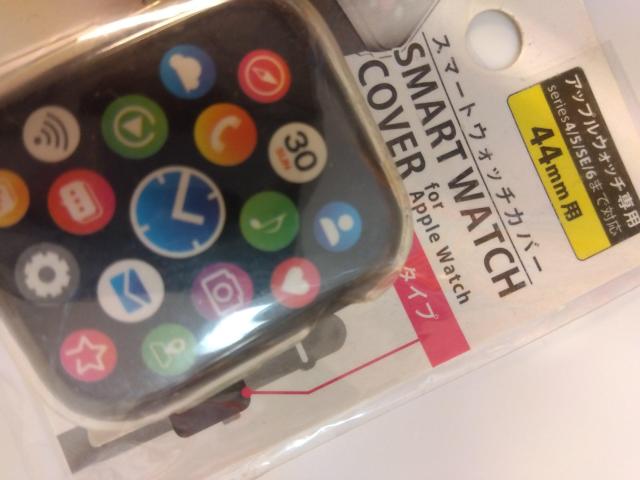 アップルウォッチ専用
series4/5/SE/6まで対応
44mm用
スマートウォッチカバー
SMART WATCH
COVER for
Apple Watch
タイプ
30